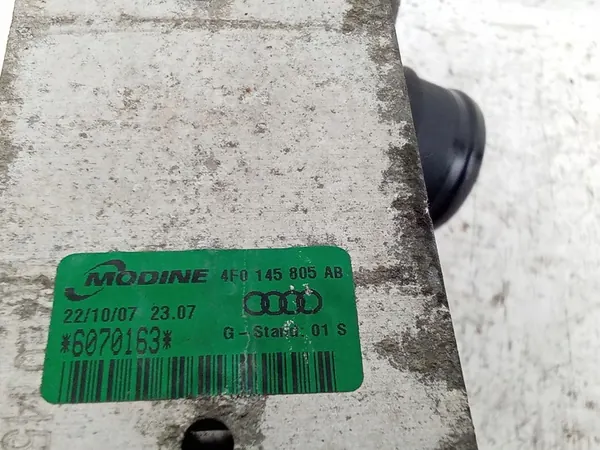 MODINE 4F0 145 805 AB
22/10/07 23.07
G-Stand: 01 S
*6070163*